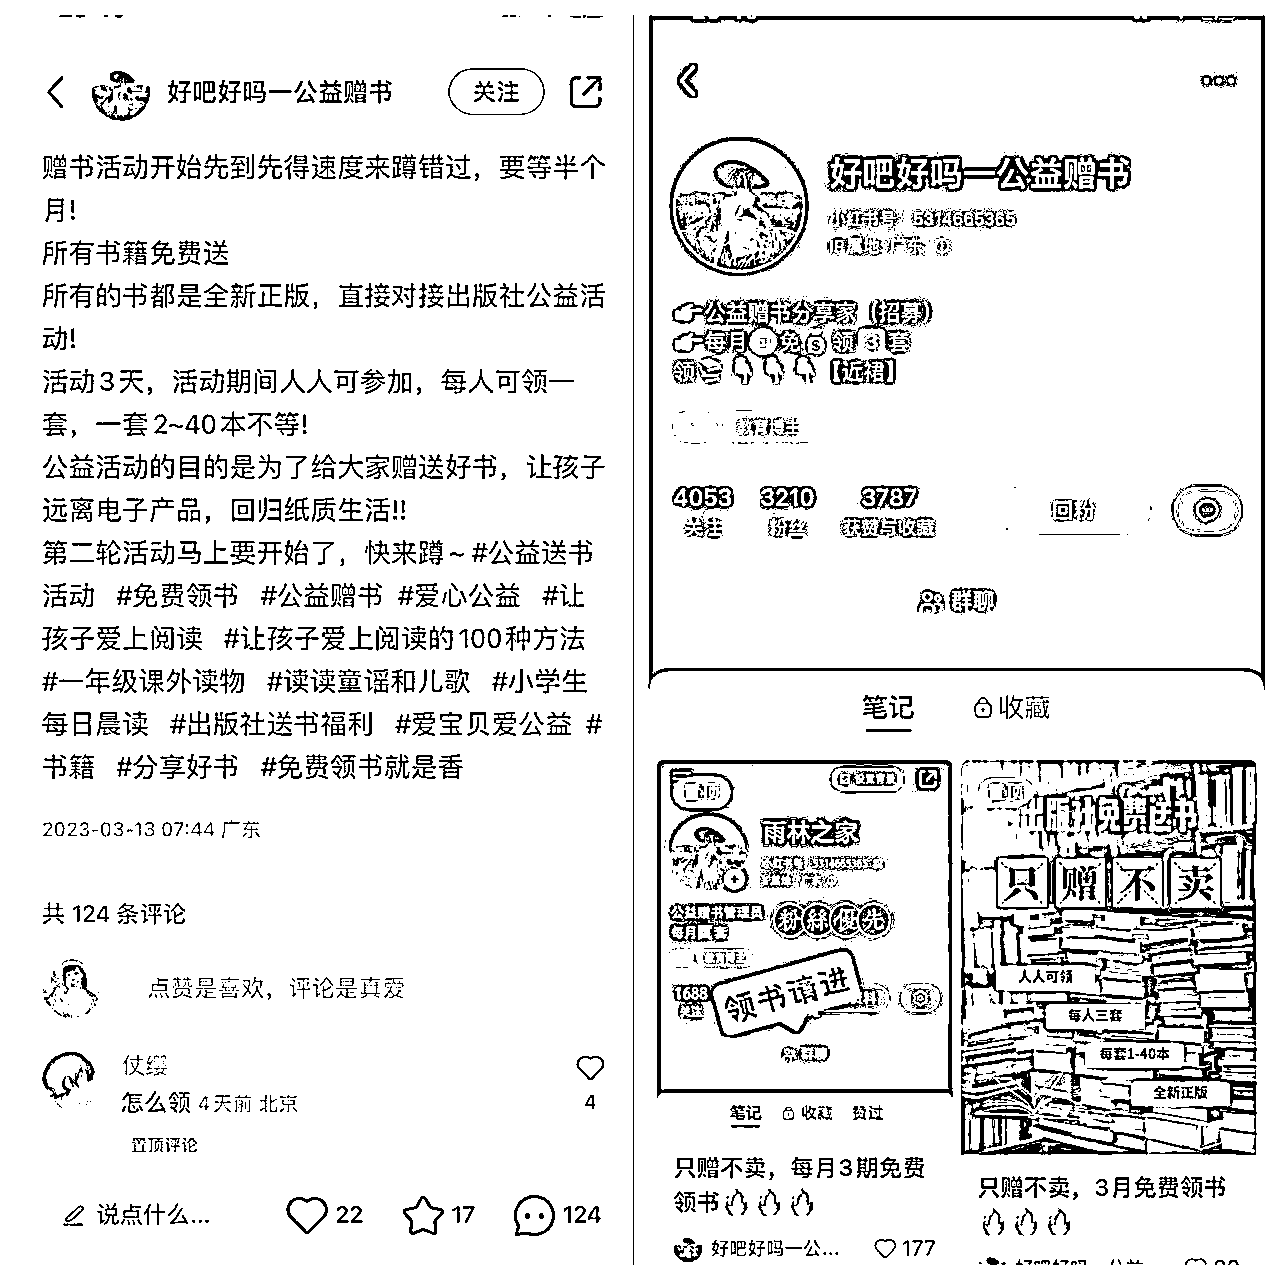 好吧好吗一公益赠书
关注
赠书活动开始先到先得速度来蹲错过，要等半个
月!
所有书籍免费送
所有的书都是全新正版，直接对接出版社公益活
动!
活动3天，活动期间人人可参加，每人可领一
套，一套2~40本不等!
公益活动的目的是为了给大家赠送好书，让孩子
远离电子产品，回归纸质生活!!
第二轮活动马上要开始了，快来蹲~#公益送书
活动 #免费领书 #公益赠书 #爱心公益 #让
孩子爱上阅读 #让孩子爱上阅读的100种方法
#一年级课外读物 #读读童谣和儿歌 #小学生
每日晨读 #出版社送书福利 #爱宝贝爱公益 #
书籍 #分享好书 #免费领书就是香
2023-03-13 07:44 广东
共 124 条评论
点赞是喜欢，评论是真爱
仗缨
怎么领 4天前 北京
4
置顶评论
说点什么...
22
17
124
好吧好吗一公益赠书
小红书号：5314665365
IP属地：广东
公益赠书分享家（招募）
每月 免 领 3 套
领 【近裙】
教育博主
4053
3210
3787
关注
粉丝
获赞与收藏
回粉
群聊
笔记
收藏
置顶
雨林之家
公益赠书管理员
每月赠 套
粉丝优先
1688
关注
领书请进
群聊
笔记
收藏
赞过
只赠不卖，每月3期免费
领书
好吧好吗一公...
177
置顶
出版社免费送书
只赠不卖
人人可领
每人三套
每套1-40本
全新正版
只赠不卖，3月免费领书